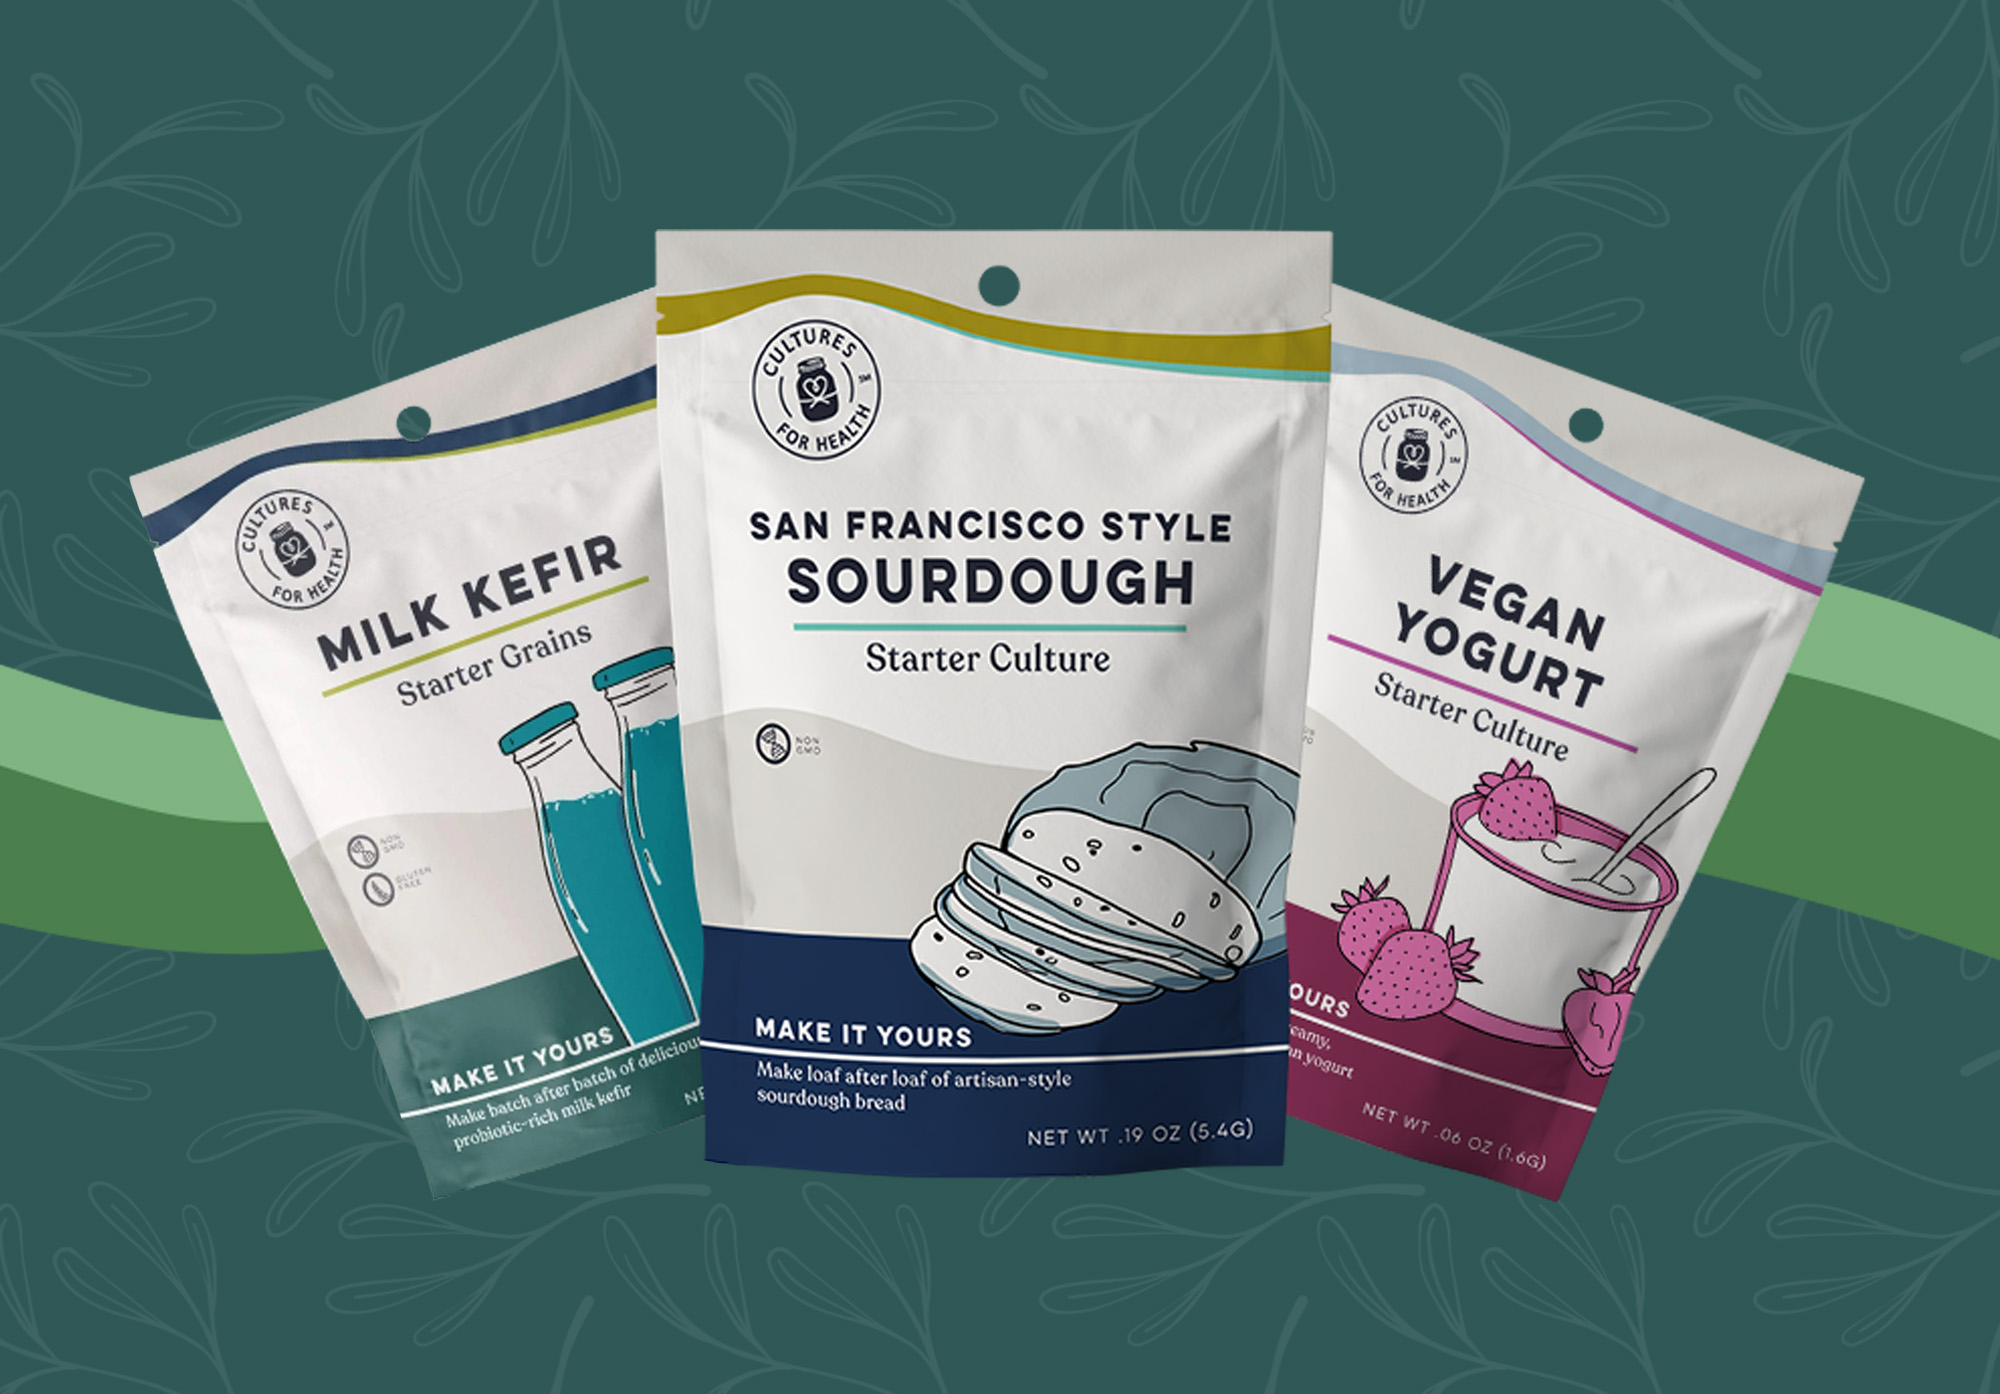 CULTURES
FOR HEALTH
SM
MILK KEFIR
Starter Grains
NON
GMO
GLUTEN
FREE
MAKE IT YOURS
Make batch after batch of delicious
probiotic-rich milk kefir
CULTURES
FOR HEALTH
SM
SAN FRANCISCO STYLE
SOURDOUGH
Starter Culture
NON
GMO
MAKE IT YOURS
Make loaf after loaf of artisan-style
sourdough bread
NET WT .19 OZ (5.4G)
CULTURES
FOR HEALTH
SM
VEGAN
YOGURT
Starter Culture
OURS
yogurt
NET WT .06 OZ (1.6G)